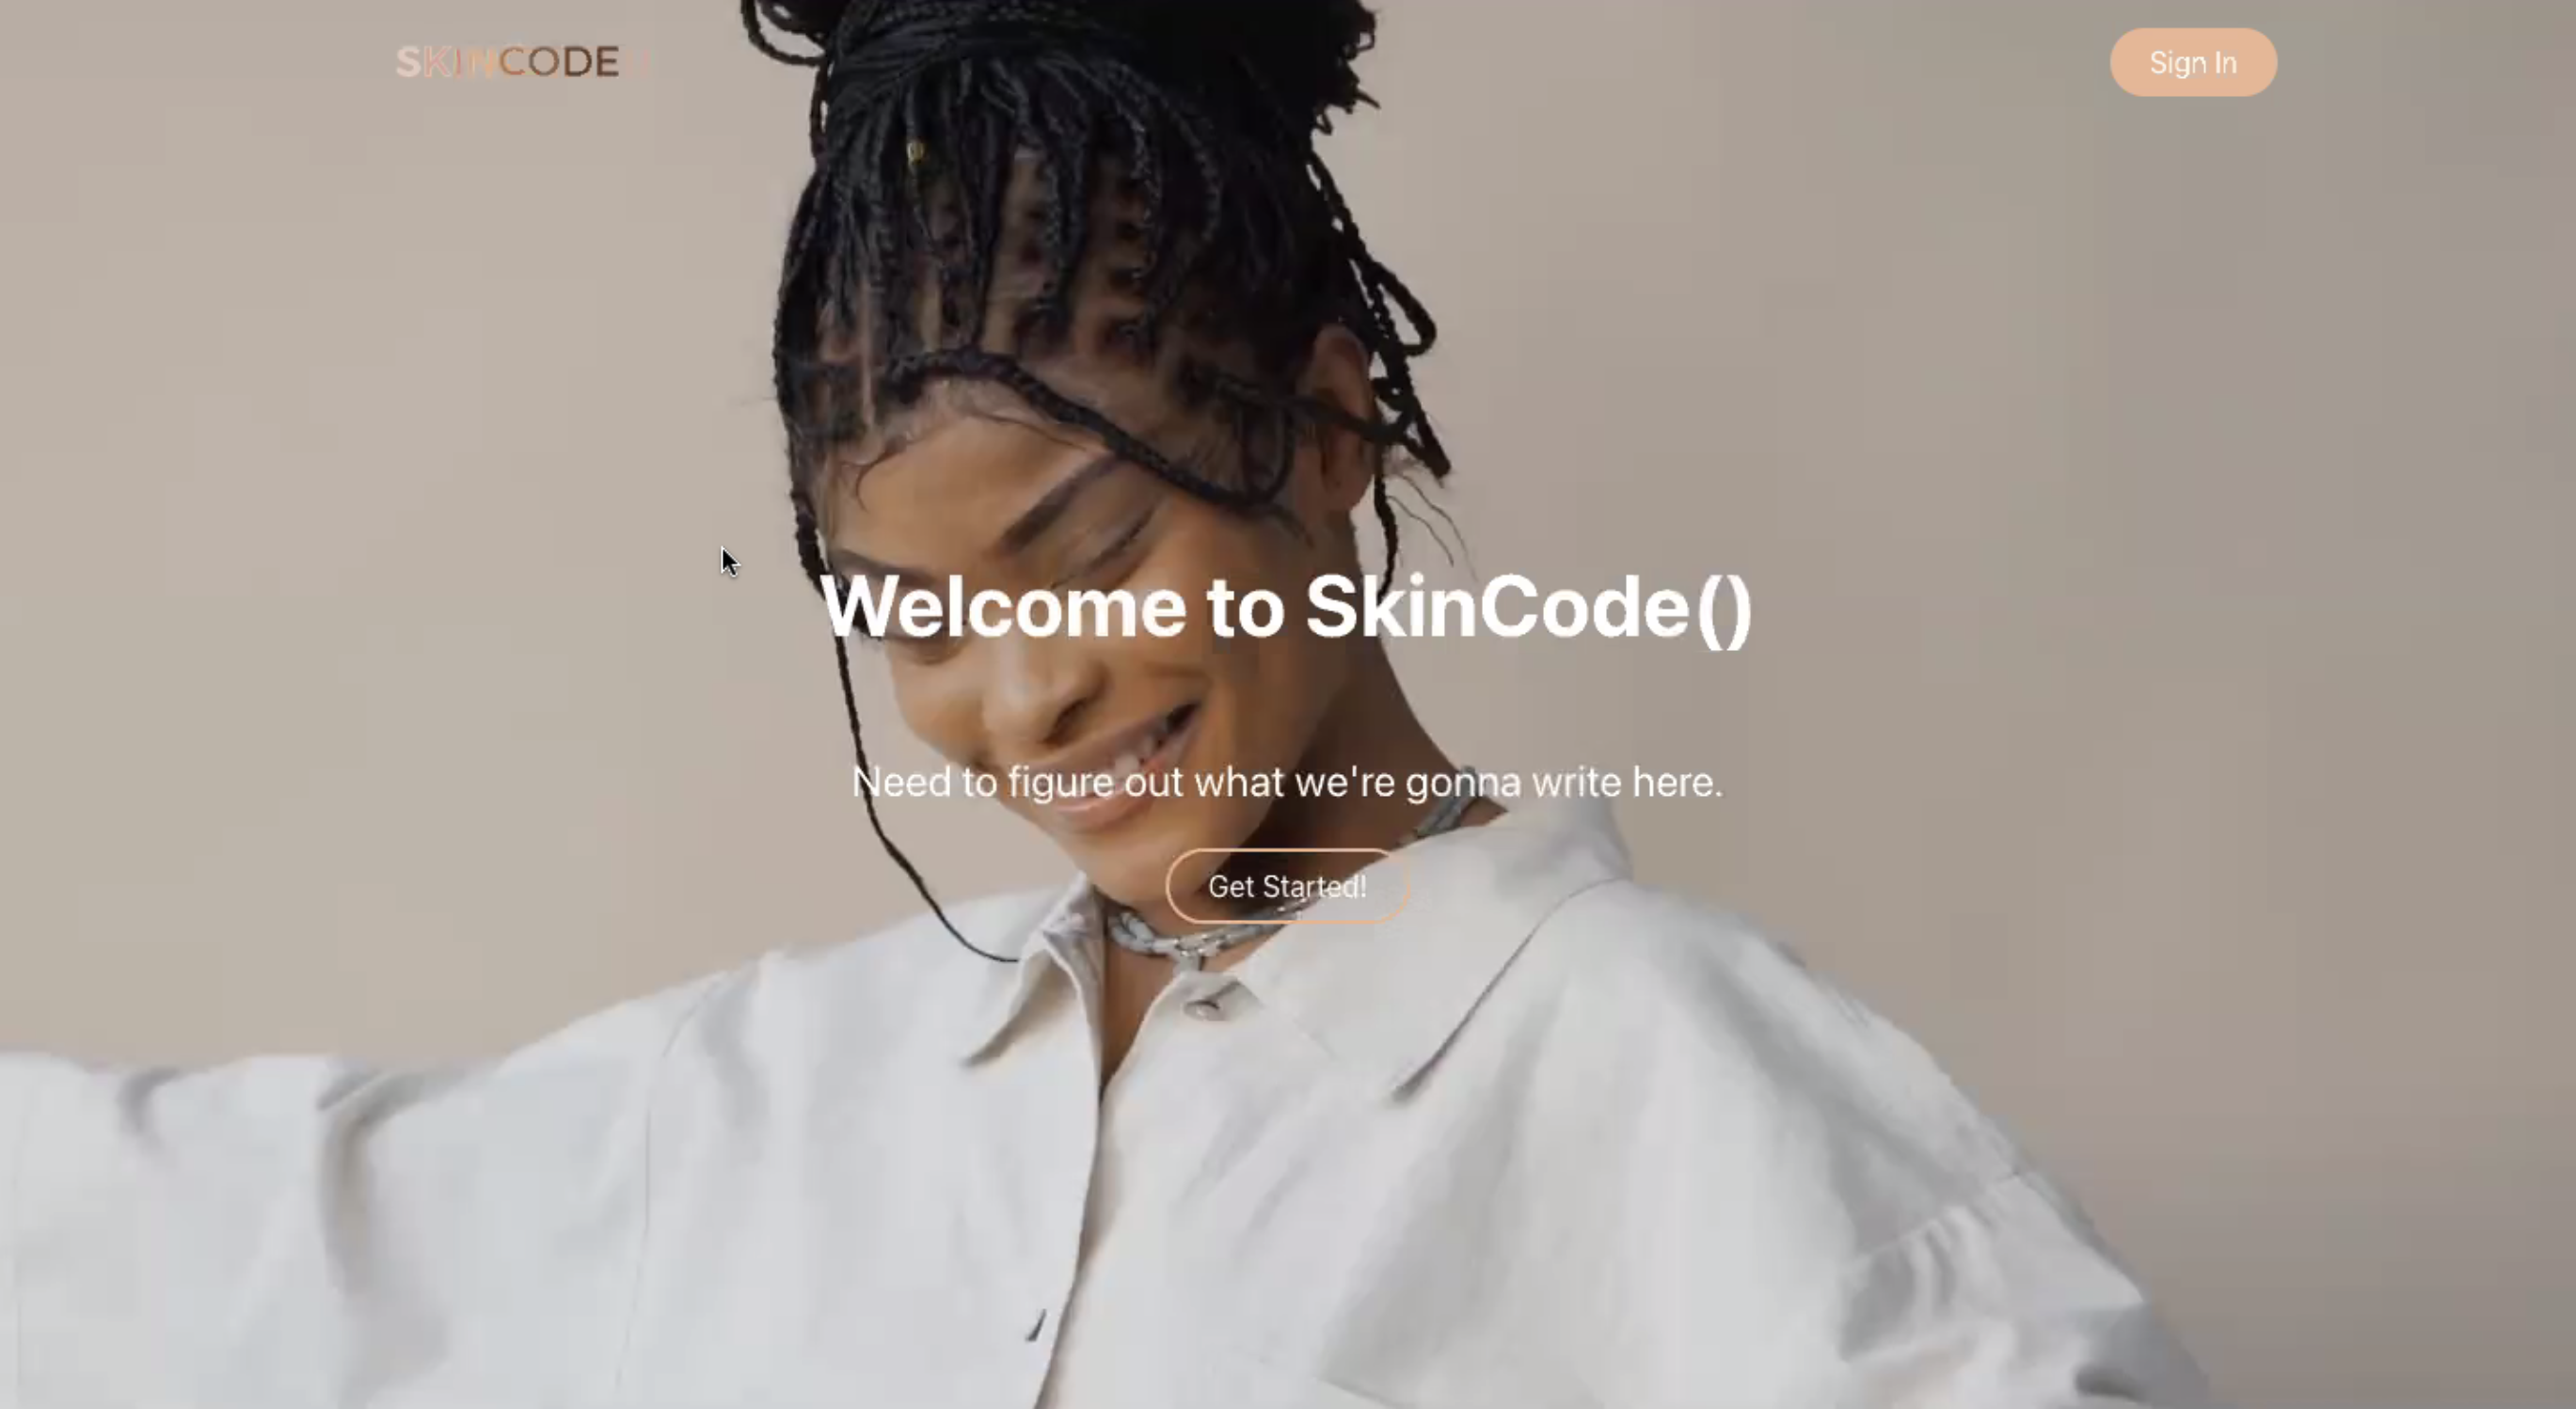 SKINCODE()
Sign In
Welcome to SkinCode()
Need to figure out what we're gonna write here.
Get Started!